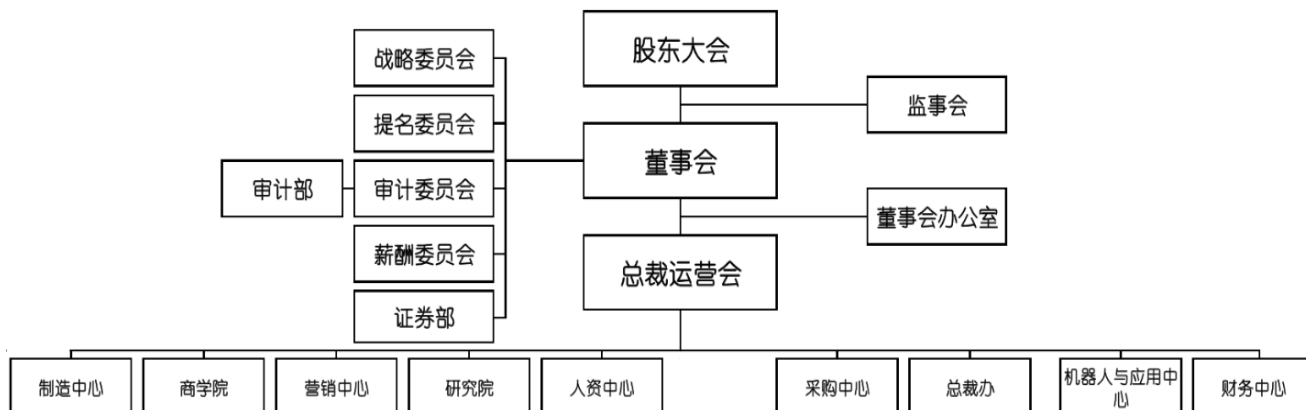 股东大会
战略委员会
监事会
提名委员会
董事会
审计部
审计委员会
董事会办公室
薪酬委员会
总裁运营会
证券部
制造中心
商学院
营销中心
研究院
人资中心
采购中心
总裁办
机器人与应用中
心
财务中心